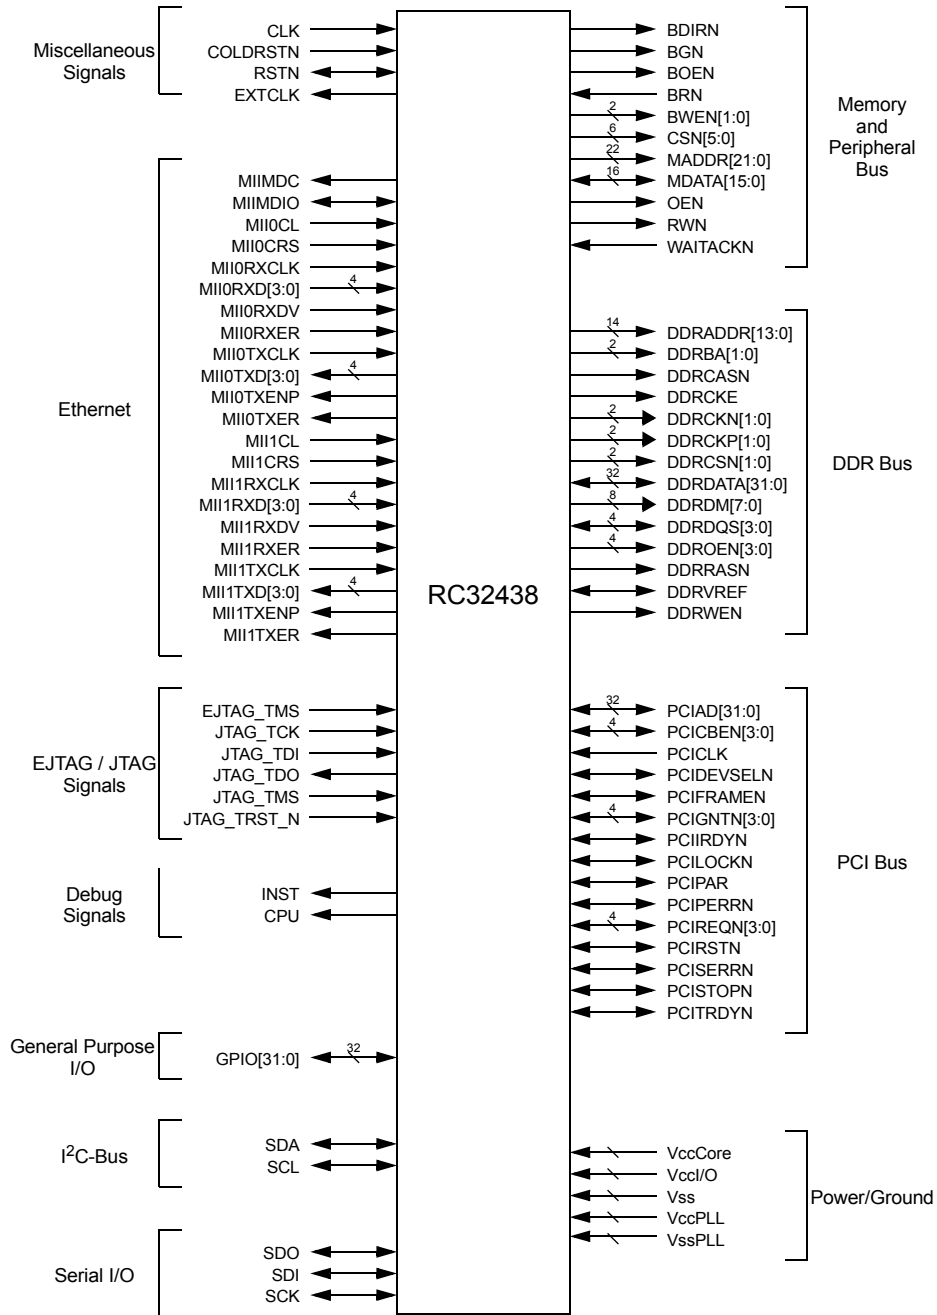 Miscellaneous
Signals
CLK
COLDRSTN
RSTN
EXTCLK
Ethernet
MIIMDC
MIIMDIO
MII0CL
MII0CRS
MII0RXCLK
MII0RXD[3:0]
4
MII0RXDV
MII0RXER
MII0TXCLK
MII0TXD[3:0]
4
MII0TXENP
MII0TXER
MII1CL
MII1CRS
MII1RXCLK
MII1RXD[3:0]
4
MII1RXDV
MII1RXER
MII1TXCLK
MII1TXD[3:0]
4
MII1TXENP
MII1TXER
EJTAG / JTAG
Signals
EJTAG_TMS
JTAG_TCK
JTAG_TDI
JTAG_TDO
JTAG_TMS
JTAG_TRST_N
Debug
Signals
INST
CPU
General Purpose
I/O
GPIO[31:0]
32
I2C-Bus
SDA
SCL
Serial I/O
SDO
SDI
SCK
RC32438
BDIRN
BGN
BOEN
BRN
2
BWEN[1:0]
6
CSN[5:0]
22
MADDR[21:0]
16
MDATA[15:0]
OEN
RWN
WAITACKN
Memory
and
Peripheral
Bus
14
DDRADDR[13:0]
2
DDRBA[1:0]
DDRCASN
DDRCKE
2
DDRCKN[1:0]
2
DDRCKP[1:0]
2
DDRCSN[1:0]
32
DDRDATA[31:0]
8
DDRDM[7:0]
4
DDRDQS[3:0]
4
DDROEN[3:0]
DDRRASN
DDRVREF
DDRWEN
DDR Bus
32
PCIAD[31:0]
4
PCICBEN[3:0]
PCICLK
PCIDEVSELN
PCIFRAMEN
4
PCIGNTN[3:0]
PCIIRDYN
PCILOCKN
PCIPAR
PCIPERRN
4
PCIREQN[3:0]
PCIRSTN
PCISERRN
PCISTOPN
PCITRDYN
PCI Bus
VccCore
VccI/O
Vss
VccPLL
VssPLL
Power/Ground